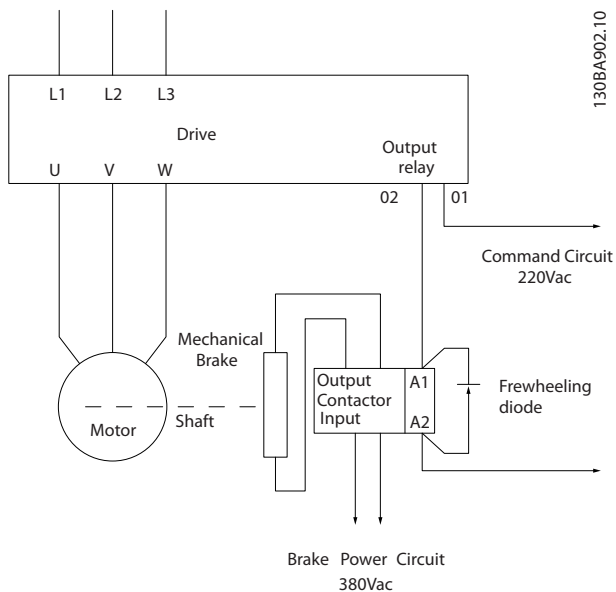 130BA902.10
L1 L2 L3
Drive
Output
relay
U V W
02 01
Command Circuit
220Vac
Mechanical
Brake
Output
Contactor
Input
A1
A2
Frewheeling
diode
Shaft
Motor
Brake Power Circuit
380Vac